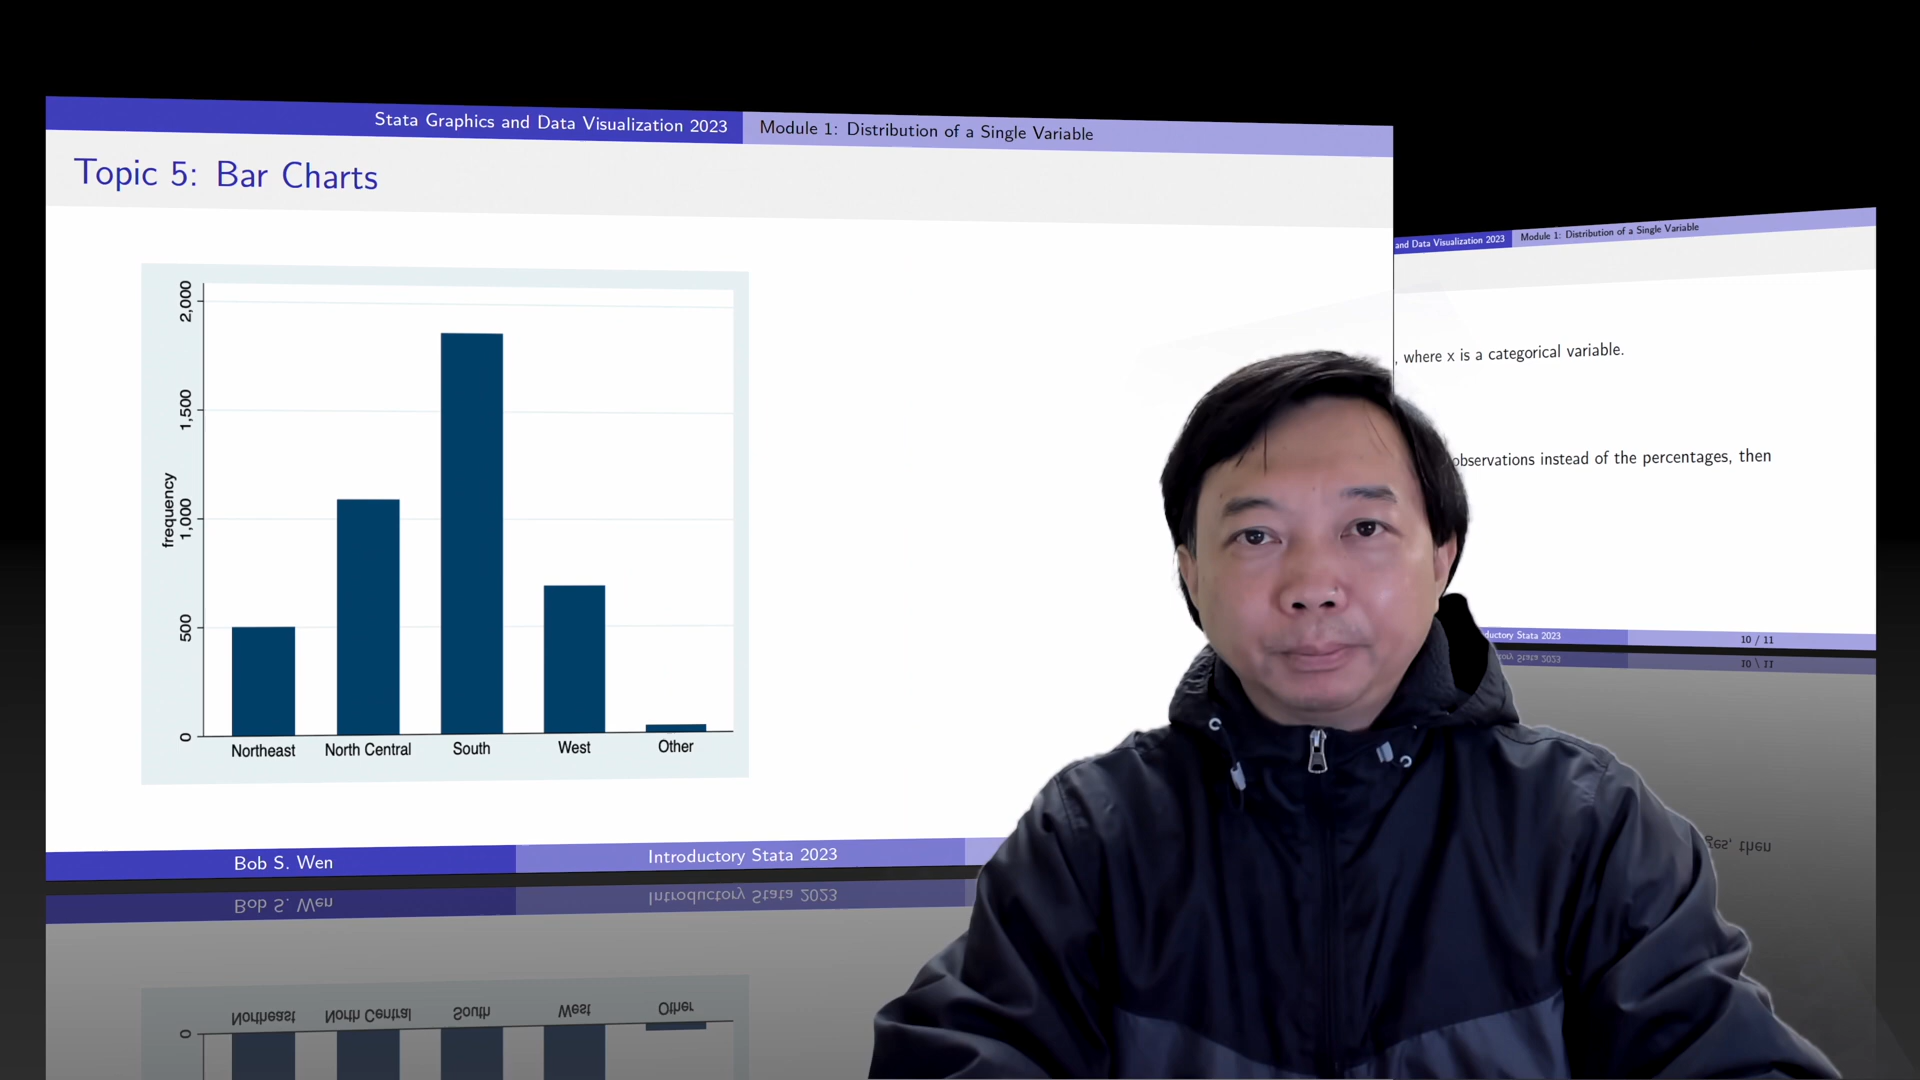 Stata Graphics and Data Visualization 2023
Module 1: Distribution of a Single Variable
Topic 5: Bar Charts
2,000
1,500
1,000
500
0
frequency
Northeast
North Central
South
West
Other
Bob S. Wen
Introductory Stata 2023
and Data Visualization 2023
Module 1: Distribution of a Single Variable
, where x is a categorical variable.
observations instead of the percentages, then
Stata 2023
10 / 11